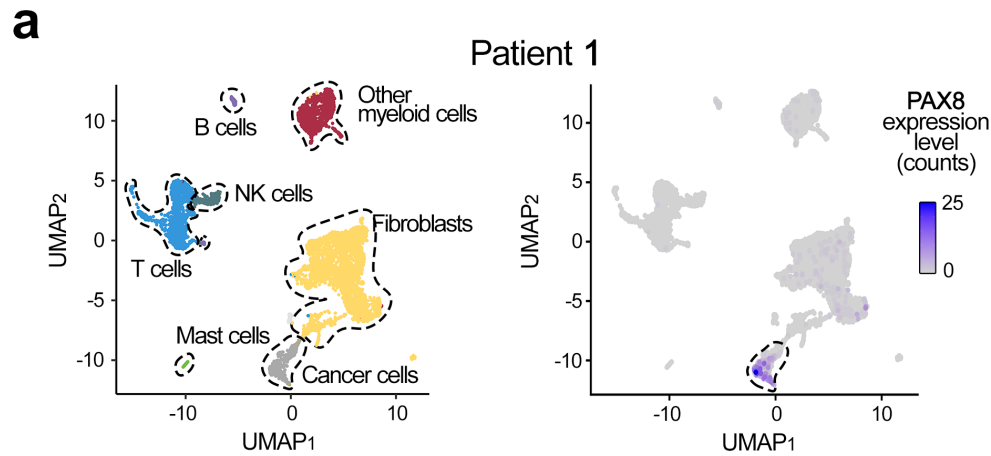 a
Patient 1
Other
myeloid cells
B cells
NK cells
Fibroblasts
T cells
Mast cells
Cancer cells
10
5
0
-5
-10
UMAP2
-10
0
10
UMAP1
10
5
0
-5
-10
UMAP2
-10
0
10
UMAP1
PAX8
expression
level
(counts)
25
0